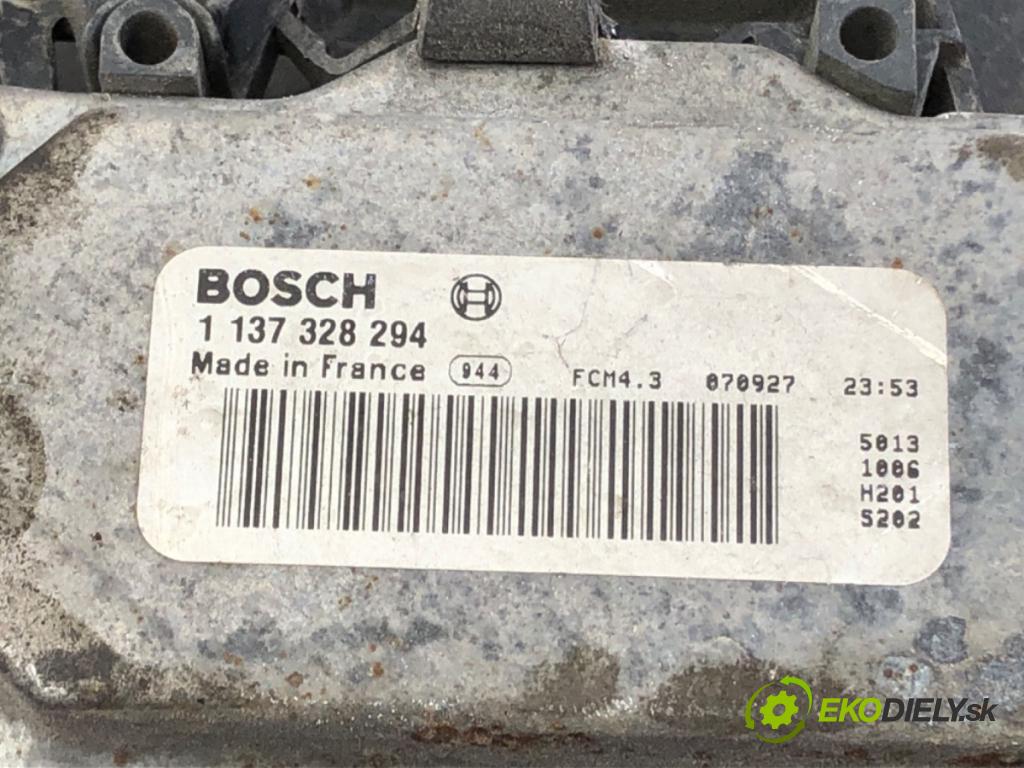 BOSCH
1 137 328 294
Made in France 944 FCM4.3 070927 23:53
5013
1006
H201
5202
EKODIELY.sk